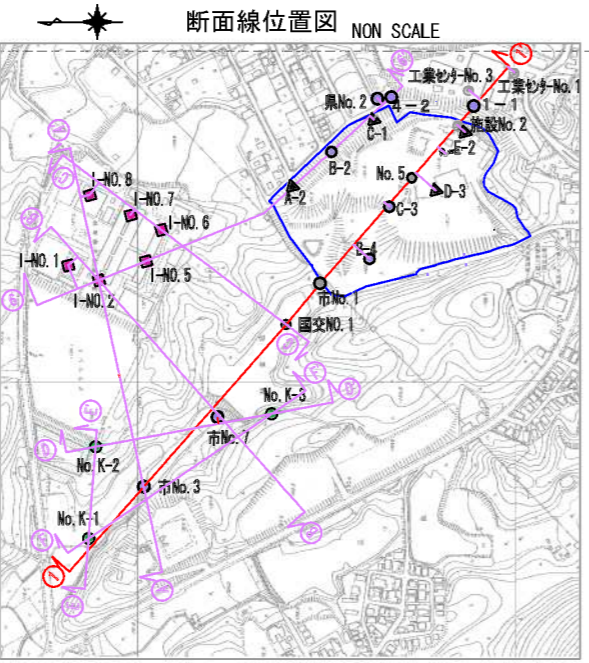 断面線位置図 NON SCALE
工業センターNo.3
工業センターNo.1
県No.2
4-2
1-1
C-1
施設No.2
B-2
E-2
No.5
A-2
D-3
I-NO.8
I-NO.7
C-3
I-NO.6
B-4
I-NO.1
I-NO.5
I-NO.2
市No.1
国交NO.1
No.K-3
市No.7
No.K-2
市No.3
No.K-1